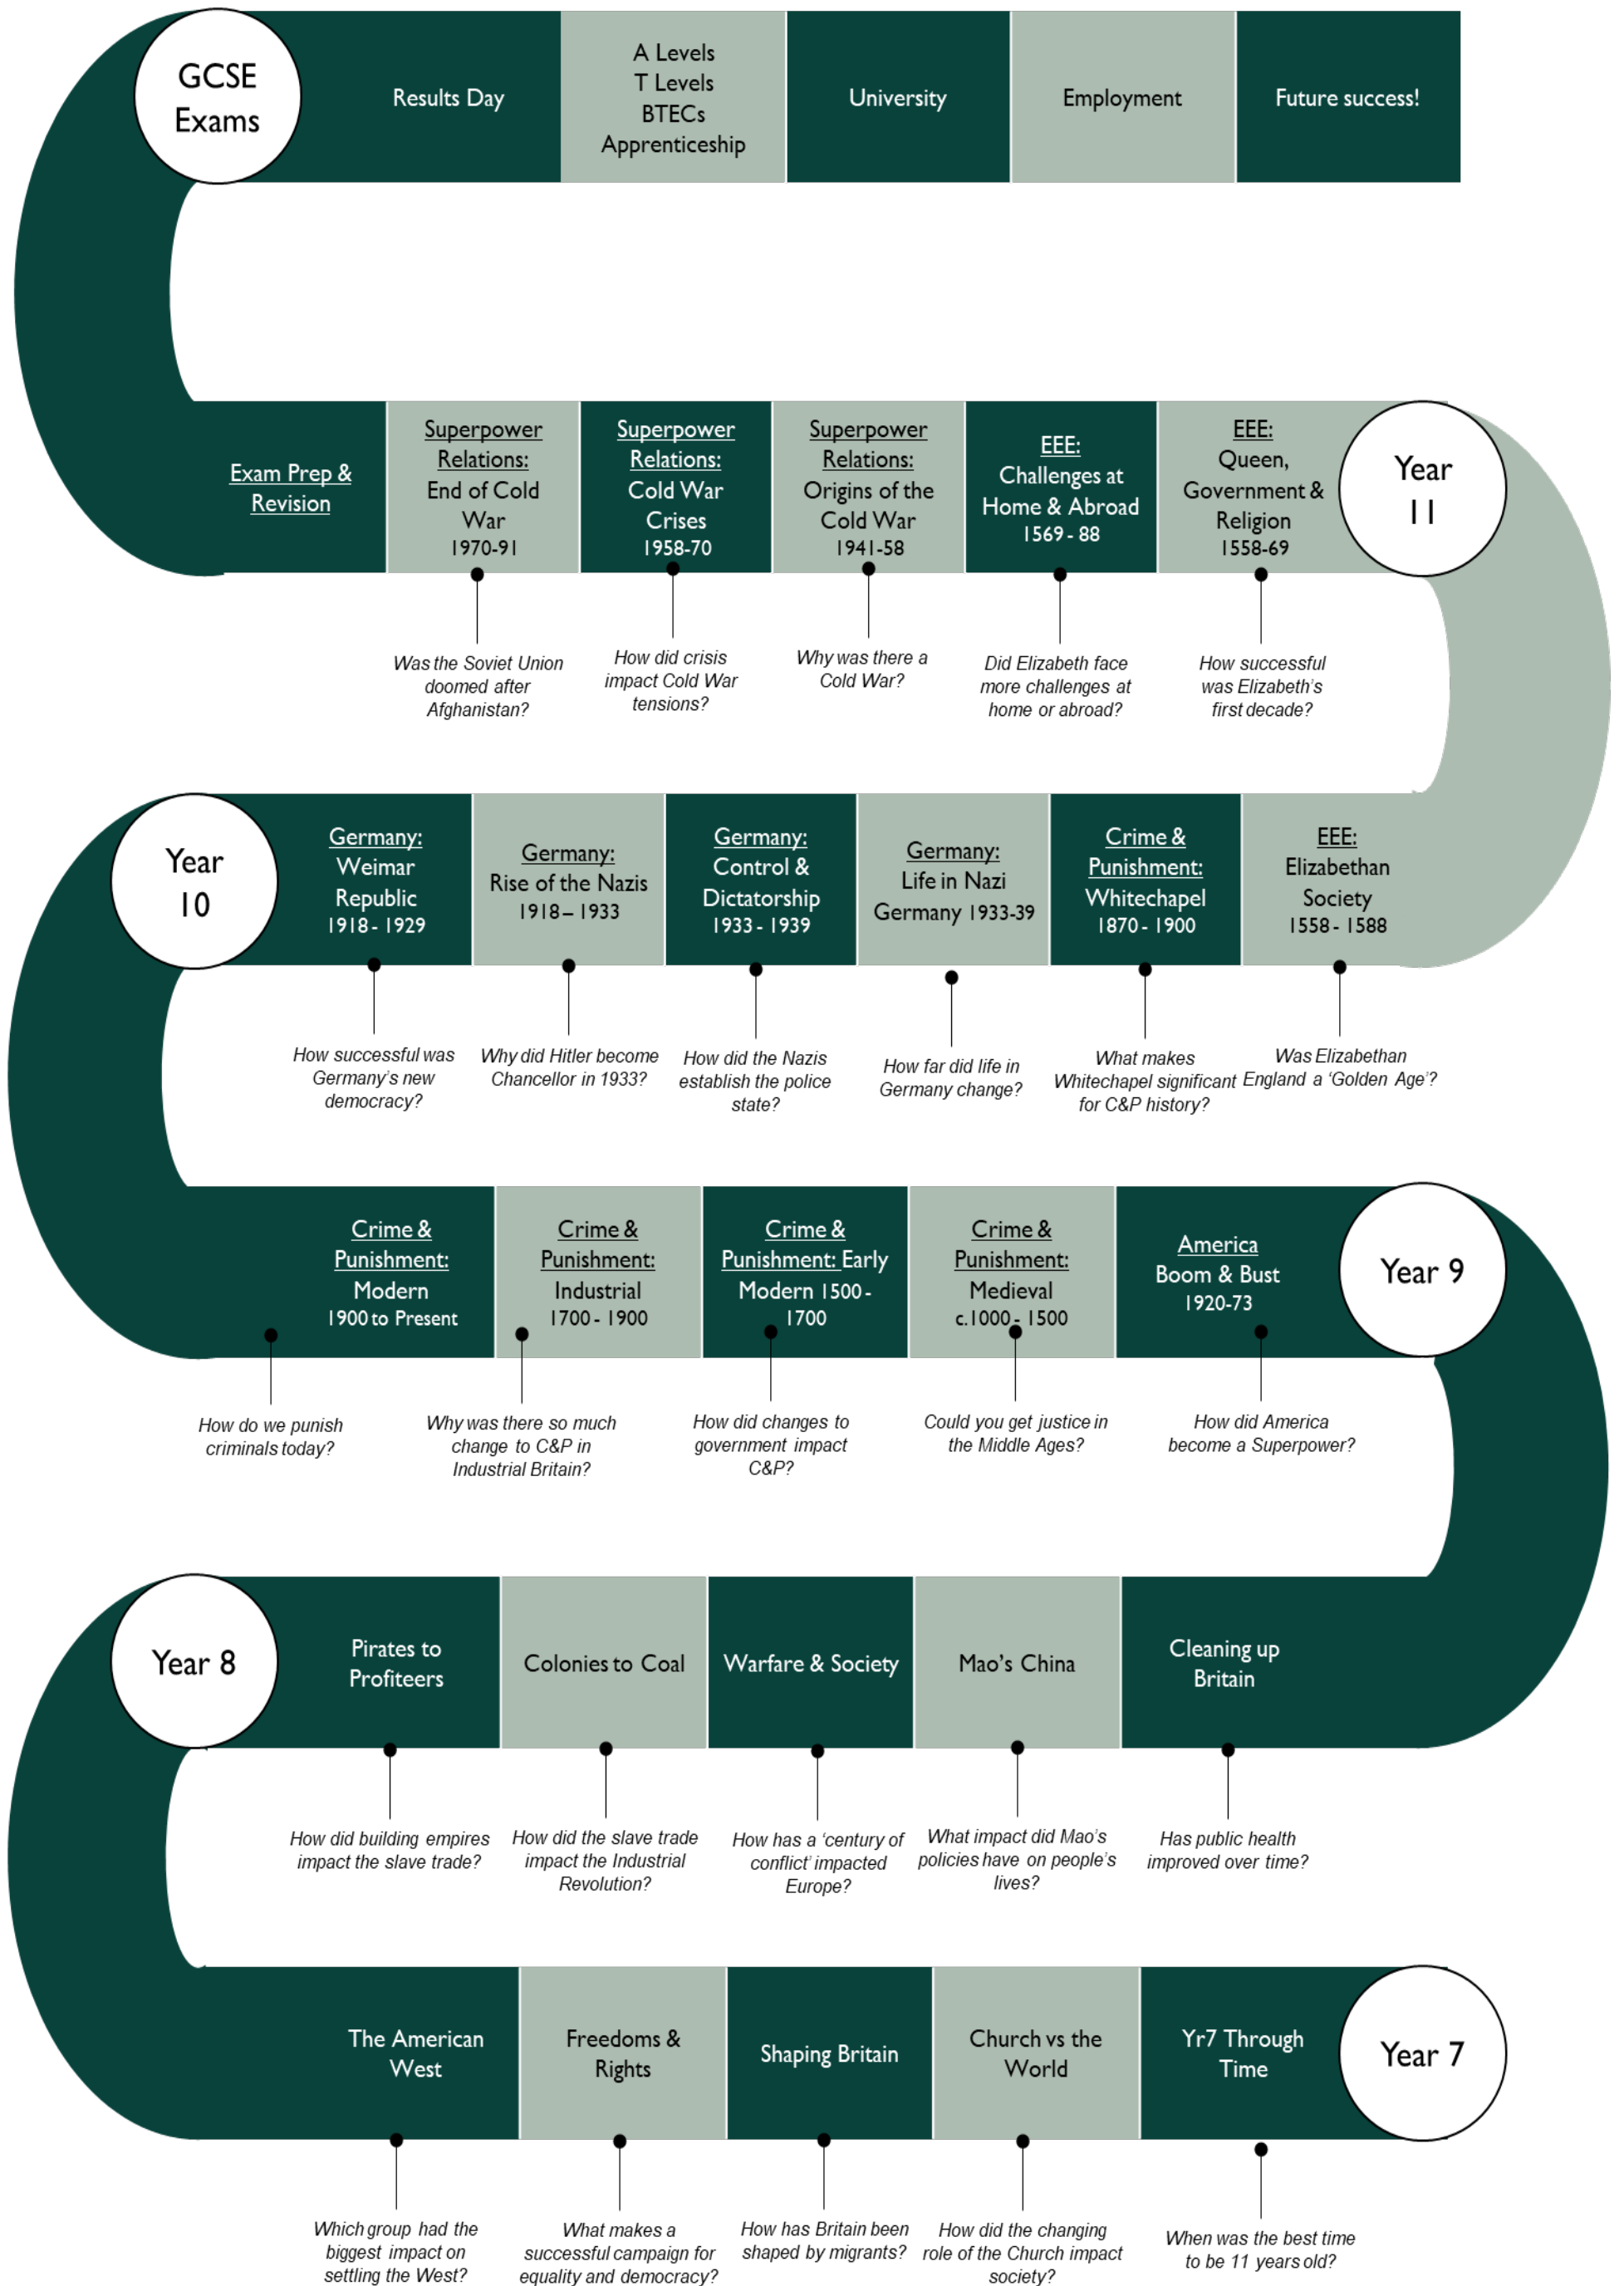 GCSE
Exams
Results Day
A Levels
T Levels
BTECs
Apprenticeship
University
Employment
Future success!
Exam Prep &
Revision
Superpower
Relations:
End of Cold
War
1970-91
Superpower
Relations:
Cold War
Crises
1958-70
Superpower
Relations:
Origins of the
Cold War
1941-58
EEE:
Challenges at
Home & Abroad
1569 - 88
EEE:
Queen,
Government &
Religion
1558-69
Year
11
Was the Soviet Union
doomed after
Afghanistan?
How did crisis
impact Cold War
tensions?
Why was there a
Cold War?
Did Elizabeth face
more challenges at
home or abroad?
How successful
was Elizabeth's
first decade?
Year
10
Germany:
Weimar
Republic
1918 - 1929
Germany:
Rise of the Nazis
1918 – 1933
Germany:
Control &
Dictatorship
1933 - 1939
Germany:
Life in Nazi
Germany 1933-39
Crime &
Punishment:
Whitechapel
1870 - 1900
EEE:
Elizabethan
Society
1558 - 1588
How successful was
Germany's new
democracy?
Why did Hitler become
Chancellor in 1933?
How did the Nazis
establish the police
state?
How far did life in
Germany change?
What makes
Whitechapel significant
for C&P history?
Was Elizabethan
England a 'Golden Age'?
Crime &
Punishment:
Modern
1900 to Present
Crime &
Punishment:
Industrial
1700 - 1900
Crime &
Punishment: Early
Modern 1500 -
1700
Crime &
Punishment:
Medieval
c.1000 - 1500
America
Boom & Bust
1920-73
Year 9
How do we punish
criminals today?
Why was there so much
change to C&P in
Industrial Britain?
How did changes to
government impact
C&P?
Could you get justice in
the Middle Ages?
How did America
become a Superpower?
Year 8
Pirates to
Profiteers
Colonies to Coal
Warfare & Society
Mao's China
Cleaning up
Britain
How did building empires
impact the slave trade?
How did the slave trade
impact the Industrial
Revolution?
How has a 'century of
conflict' impacted
Europe?
What impact did Mao's
policies have on people's
lives?
Has public health
improved over time?
The American
West
Freedoms &
Rights
Shaping Britain
Church vs the
World
Yr7 Through
Time
Year 7
Which group had the
biggest impact on
settling the West?
What makes a
successful campaign for
equality and democracy?
How has Britain been
shaped by migrants?
How did the changing
role of the Church impact
society?
When was the best time
to be 11 years old?